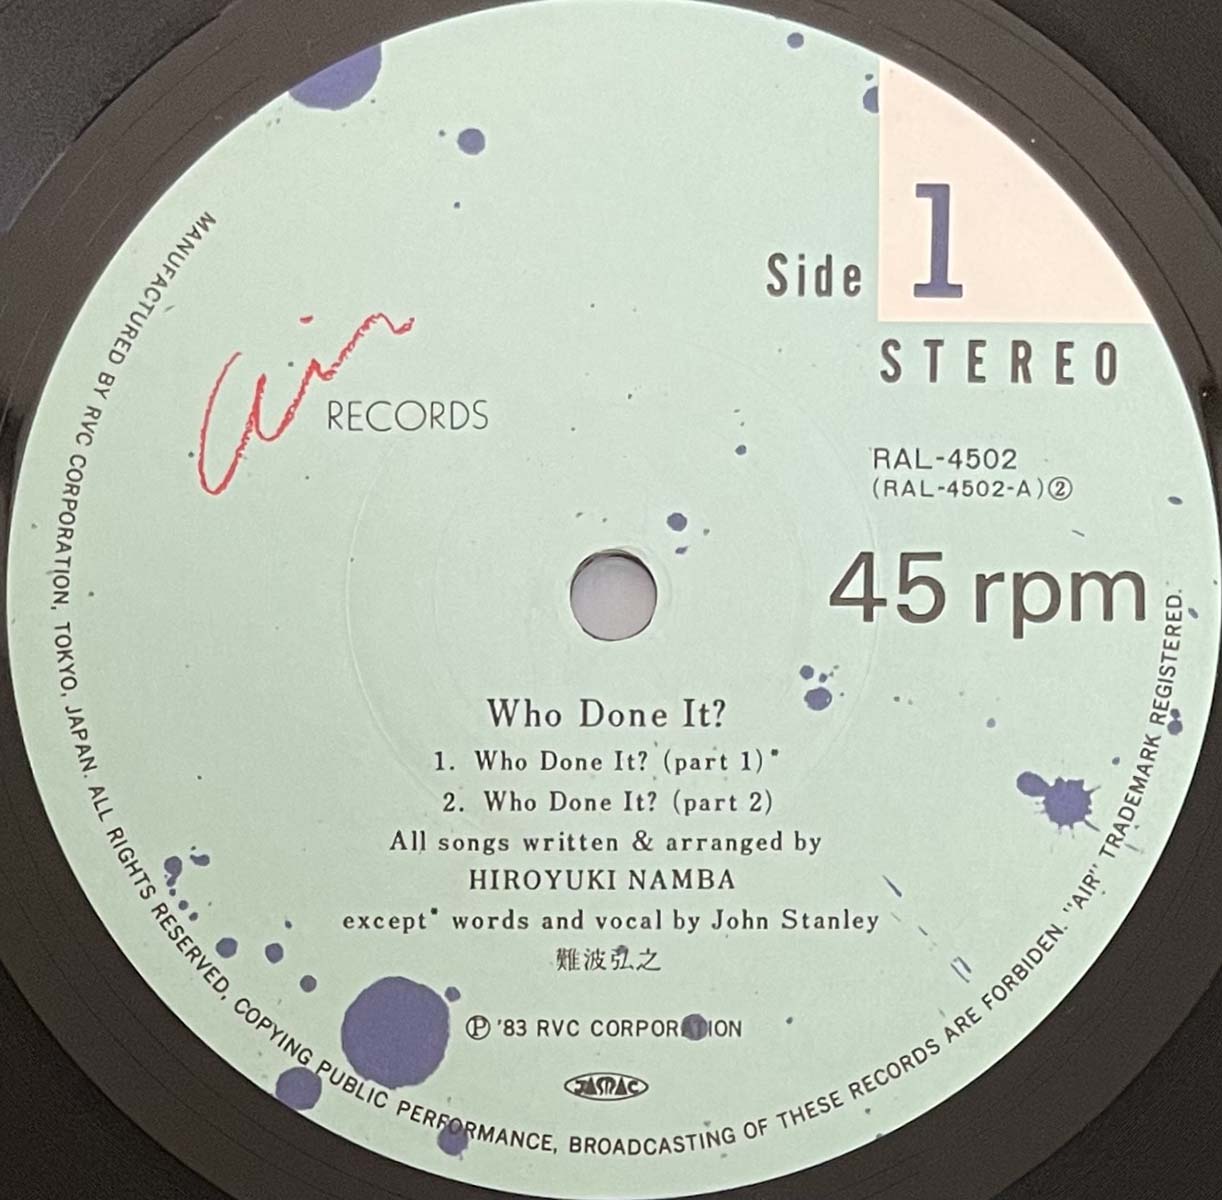 Side 1
STEREO
air
RECORDS
RAL-4502
(RAL-4502-A)②
45 rpm
Who Done It?
1. Who Done It? (part 1)*
2. Who Done It? (part 2)
All songs written & arranged by
HIROYUKI NAMBA
except* words and vocal by John Stanley
難波弘之
Ⓟ '83 RVC CORPORATION
JASRAC
MANUFACTURED BY RVC CORPORATION, TOKYO, JAPAN. ALL RIGHTS RESERVED, COPYING PUBLIC PERFORMANCE, BROADCASTING OF THESE RECORDS ARE FORBIDEN. "AIR" TRADEMARK REGISTERED.